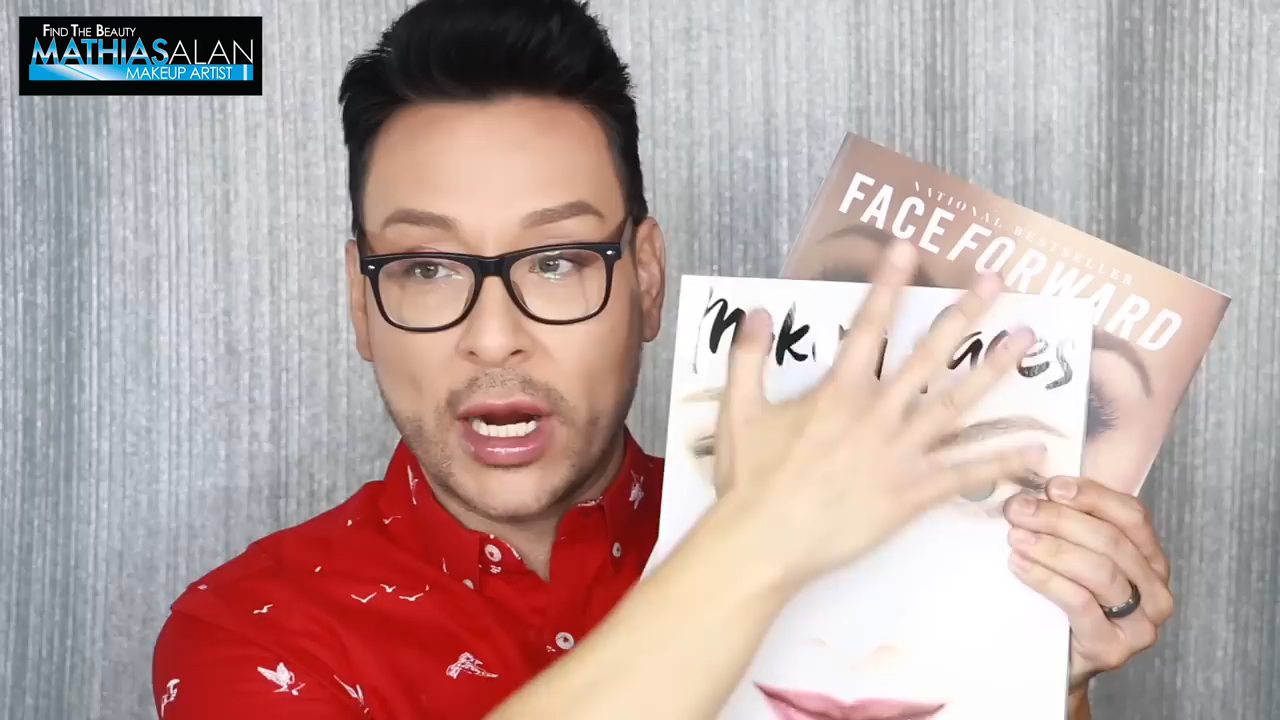 FIND THE BEAUTY
MATHIASALAN
MAKEUP ARTIST
NATIONAL BESTSELLER
FACE FORWARD